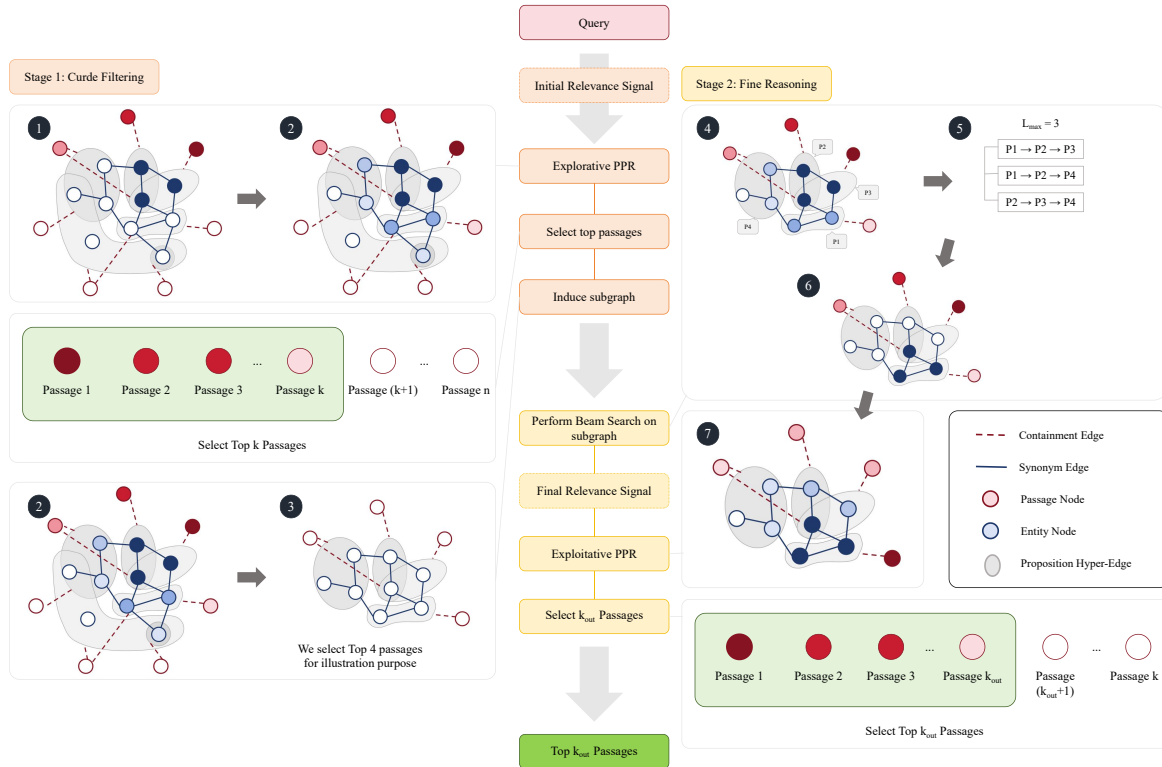 Query
Stage 1: Curde Filtering
Initial Relevance Signal
Stage 2: Fine Reasoning
1
2
Explorative PPR
Select top passages
Induce subgraph
4
P2
P3
P4
P1
5
Lmax = 3
P1 → P2 → P3
P1 → P2 → P4
P2 → P3 → P4
6
Passage 1
Passage 2
Passage 3
...
Passage k
Passage (k+1)
...
Passage n
Select Top k Passages
Perform Beam Search on
subgraph
Final Relevance Signal
Exploitative PPR
Select kout Passages
7
Containment Edge
Synonym Edge
Passage Node
Entity Node
Proposition Hyper-Edge
2
3
We select Top 4 passages
for illustration purpose
Passage 1
Passage 2
Passage 3
...
Passage kout
Passage
(kout+1)
...
Passage k
Select Top kout Passages
Top kout Passages